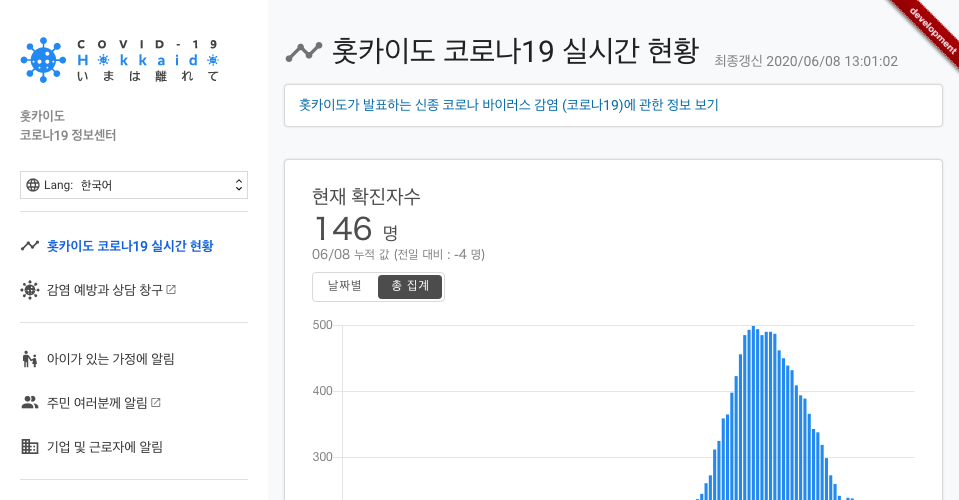 COVID-19
Hokkaido
いまは離れて
홋카이도
코로나19 정보센터
Lang: 한국어
홋카이도 코로나19 실시간 현황
감염 예방과 상담 창구
아이가 있는 가정에 알림
주민 여러분께 알림
기업 및 근로자에 알림
development
홋카이도 코로나19 실시간 현황
최종갱신 2020/06/08 13:01:02
홋카이도가 발표하는 신종 코로나 바이러스 감염 (코로나19)에 관한 정보 보기
현재 확진자수
146 명
06/08 누적 값 (전일 대비 : -4 명)
날짜별 총 집계
500
400
300